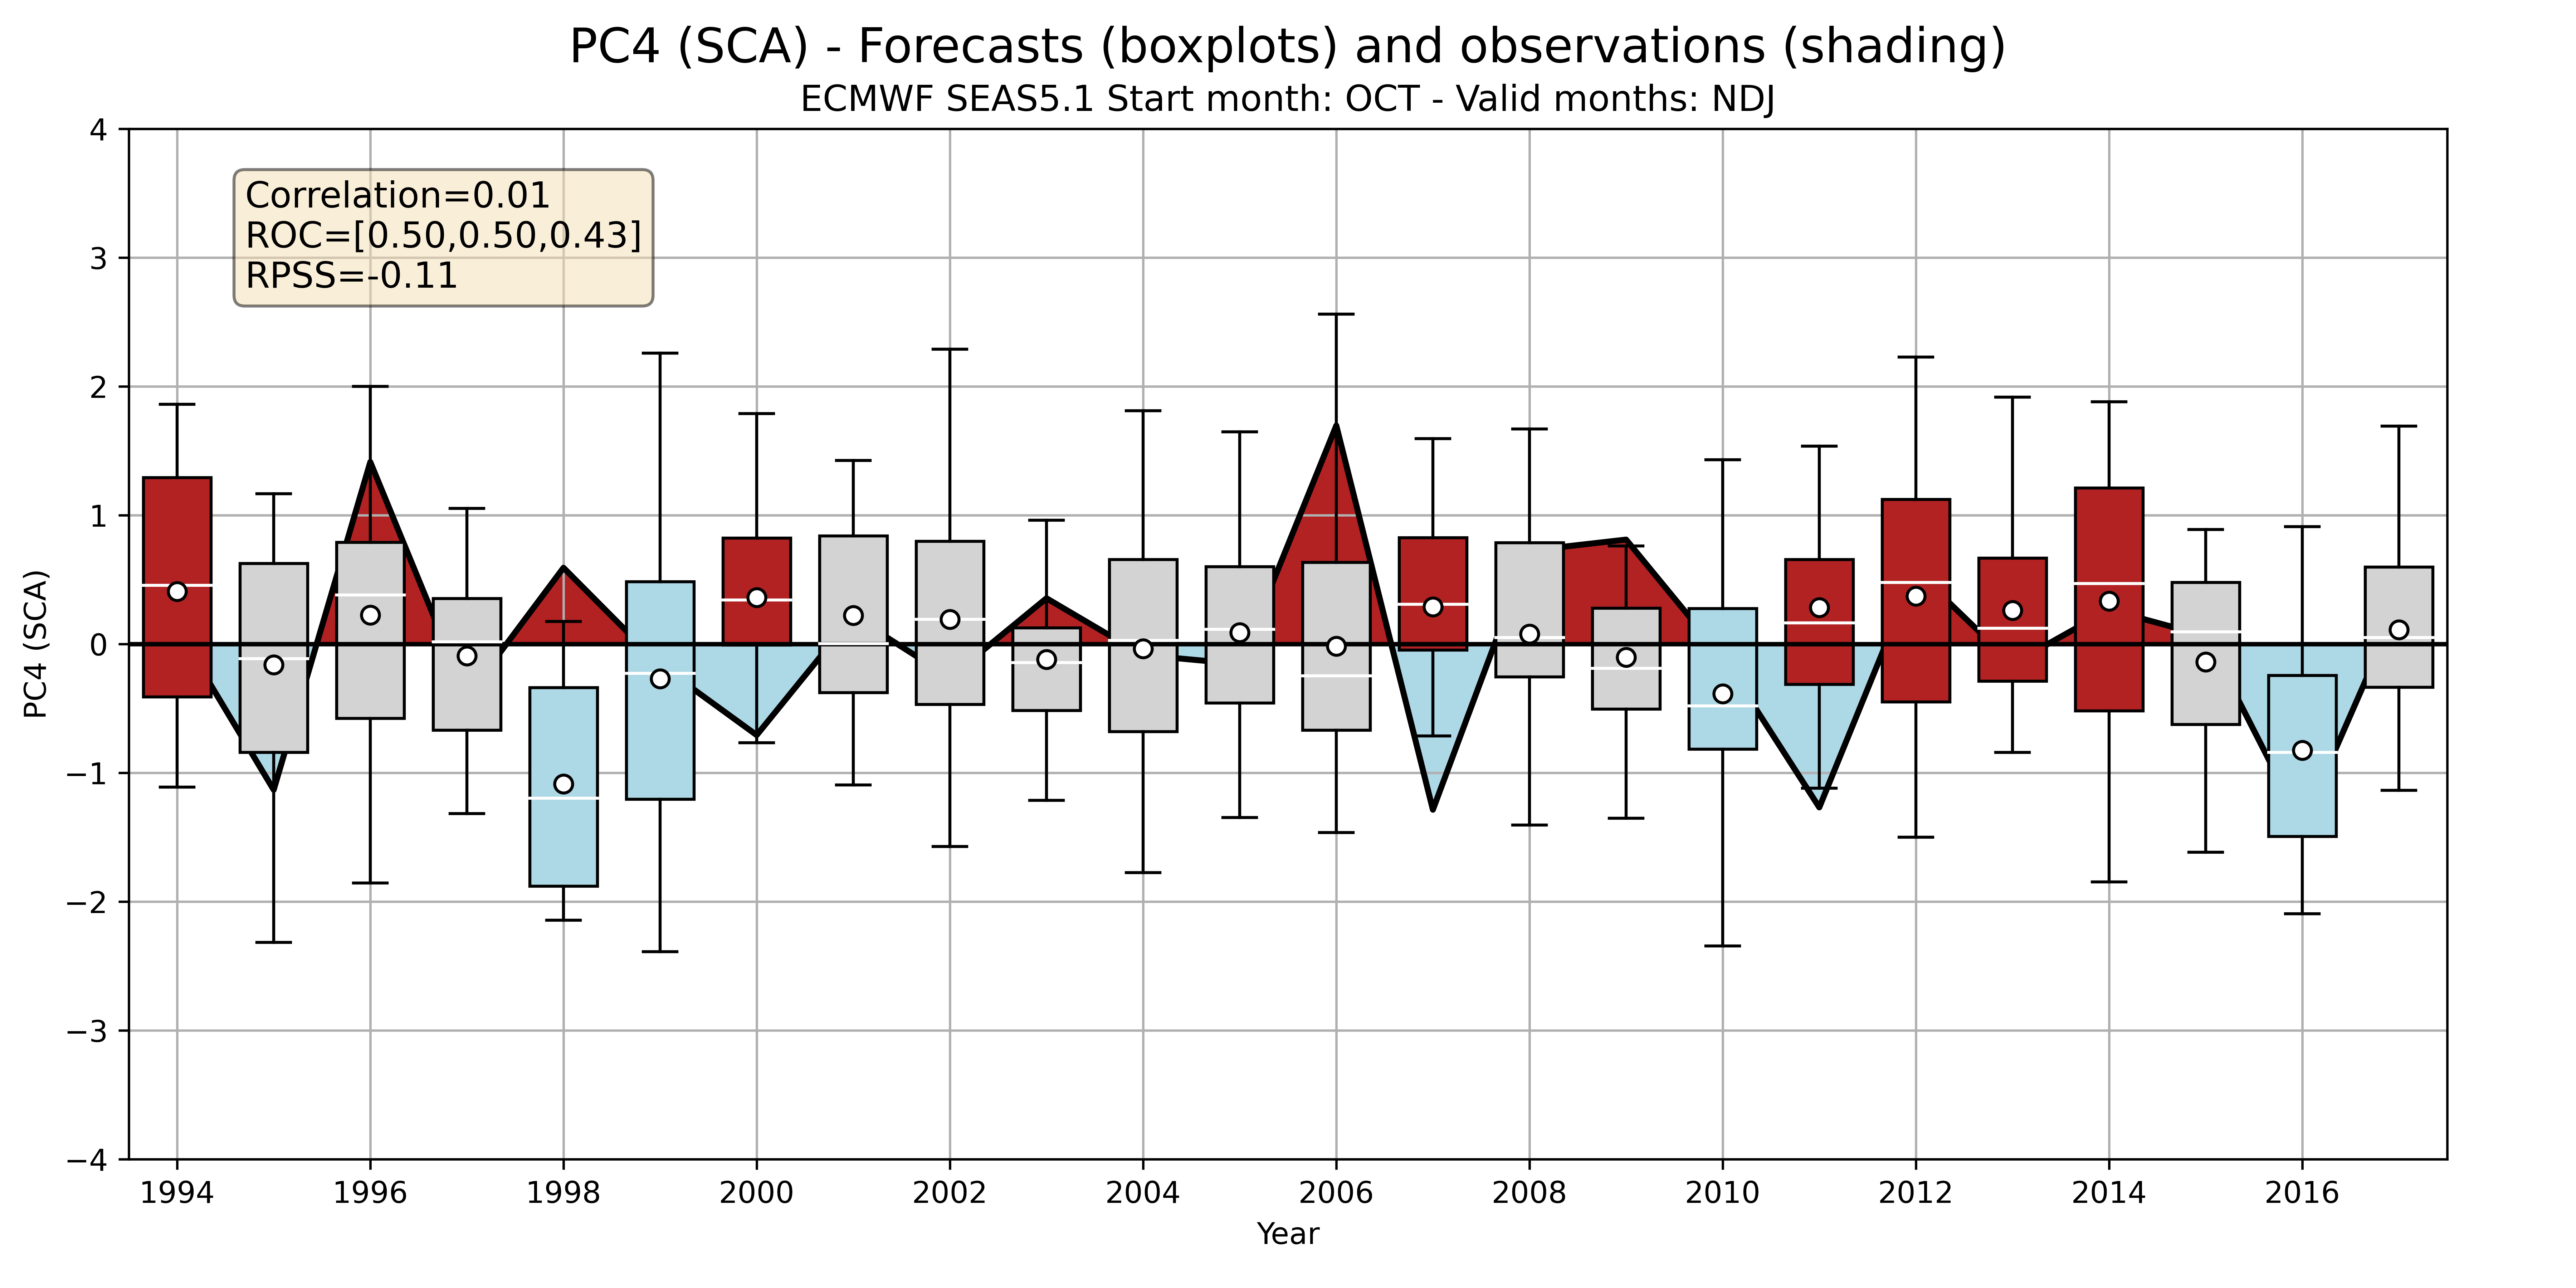 PC4 (SCA) - Forecasts (boxplots) and observations (shading)
ECMWF SEAS5.1 Start month: OCT - Valid months: NDJ
Correlation=0.01
ROC=[0.50,0.50,0.43]
RPSS=-0.11
PC4 (SCA)
4
3
2
1
0
−1
−2
−3
−4
1994 1996 1998 2000 2002 2004 2006 2008 2010 2012 2014 2016
Year